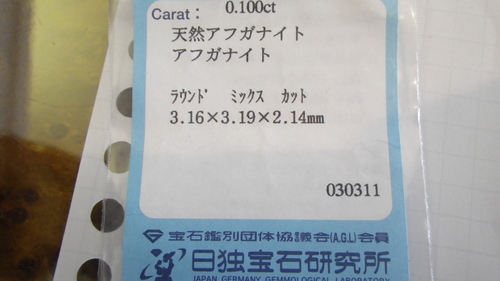 Carat： 0.100ct
天然アフガナイト
アフガナイト
ﾗｳﾝﾄﾞ ﾐｯｸｽ ｶｯﾄ
3.16×3.19×2.14mm
030311
宝石鑑別団体協議会(A.G.L)会員
日独宝石研究所
JAPAN GERMANY GEMMOLOGICAL LABORATORY